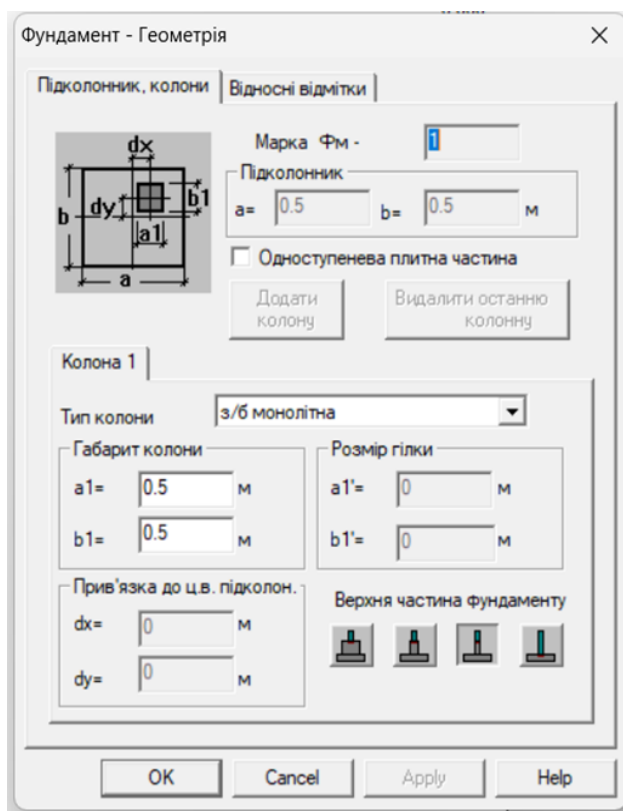 Фундамент - Геометрія
Підколонник, колони
Відносні відмітки
dx
b
dy
b1
a1
a
Марка Фм -
1
Підколонник
a=
0.5
b=
0.5
м
Одноступенева плитна частина
Додати
колону
Видалити останню
колонну
Колона 1
Тип колони
з/б монолітна
Габарит колони
a1=
0.5
м
b1=
0.5
м
Розмір гілки
a1'=
0
м
b1'=
0
м
Прив'язка до ц.в. підколон.
dx=
0
м
dy=
0
м
Верхня частина фундаменту
OK
Cancel
Apply
Help